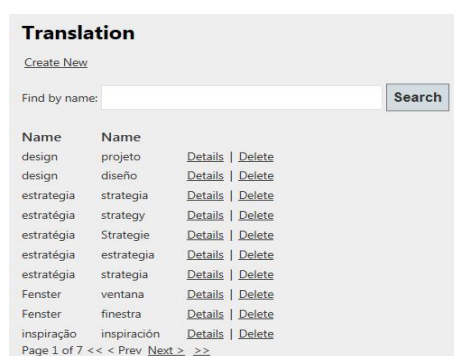 Translation
Create New
Find by name: Search
Name Name
design projeto Details | Delete
design diseño Details | Delete
estrategia strategia Details | Delete
estratégia strategy Details | Delete
estratégia Strategie Details | Delete
estratégia estrategia Details | Delete
estratégia strategia Details | Delete
Fenster ventana Details | Delete
Fenster finestra Details | Delete
inspiração inspiración Details | Delete
Page 1 of 7 << < Prev Next > >>